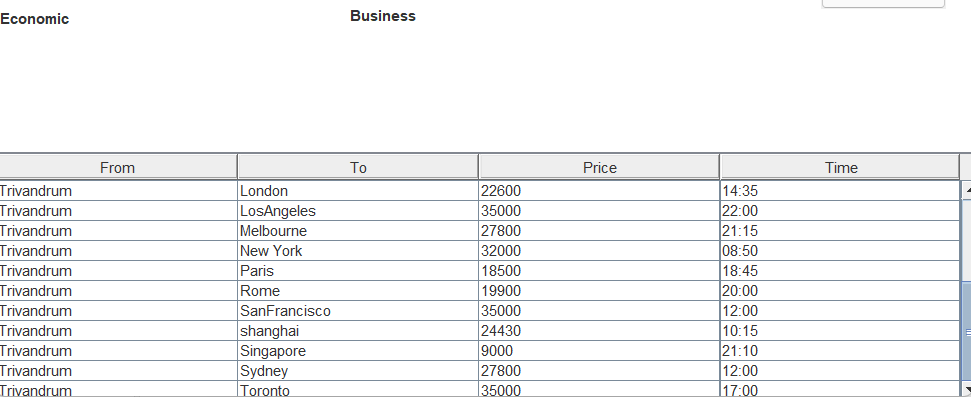 Economic Business
From To Price Time
Trivandrum London 22600 14:35
Trivandrum LosAngeles 35000 22:00
Trivandrum Melbourne 27800 21:15
Trivandrum New York 32000 08:50
Trivandrum Paris 18500 18:45
Trivandrum Rome 19900 20:00
Trivandrum SanFrancisco 35000 12:00
Trivandrum shanghai 24430 10:15
Trivandrum Singapore 9000 21:10
Trivandrum Sydney 27800 12:00
Trivandrum Toronto 35000 17:00